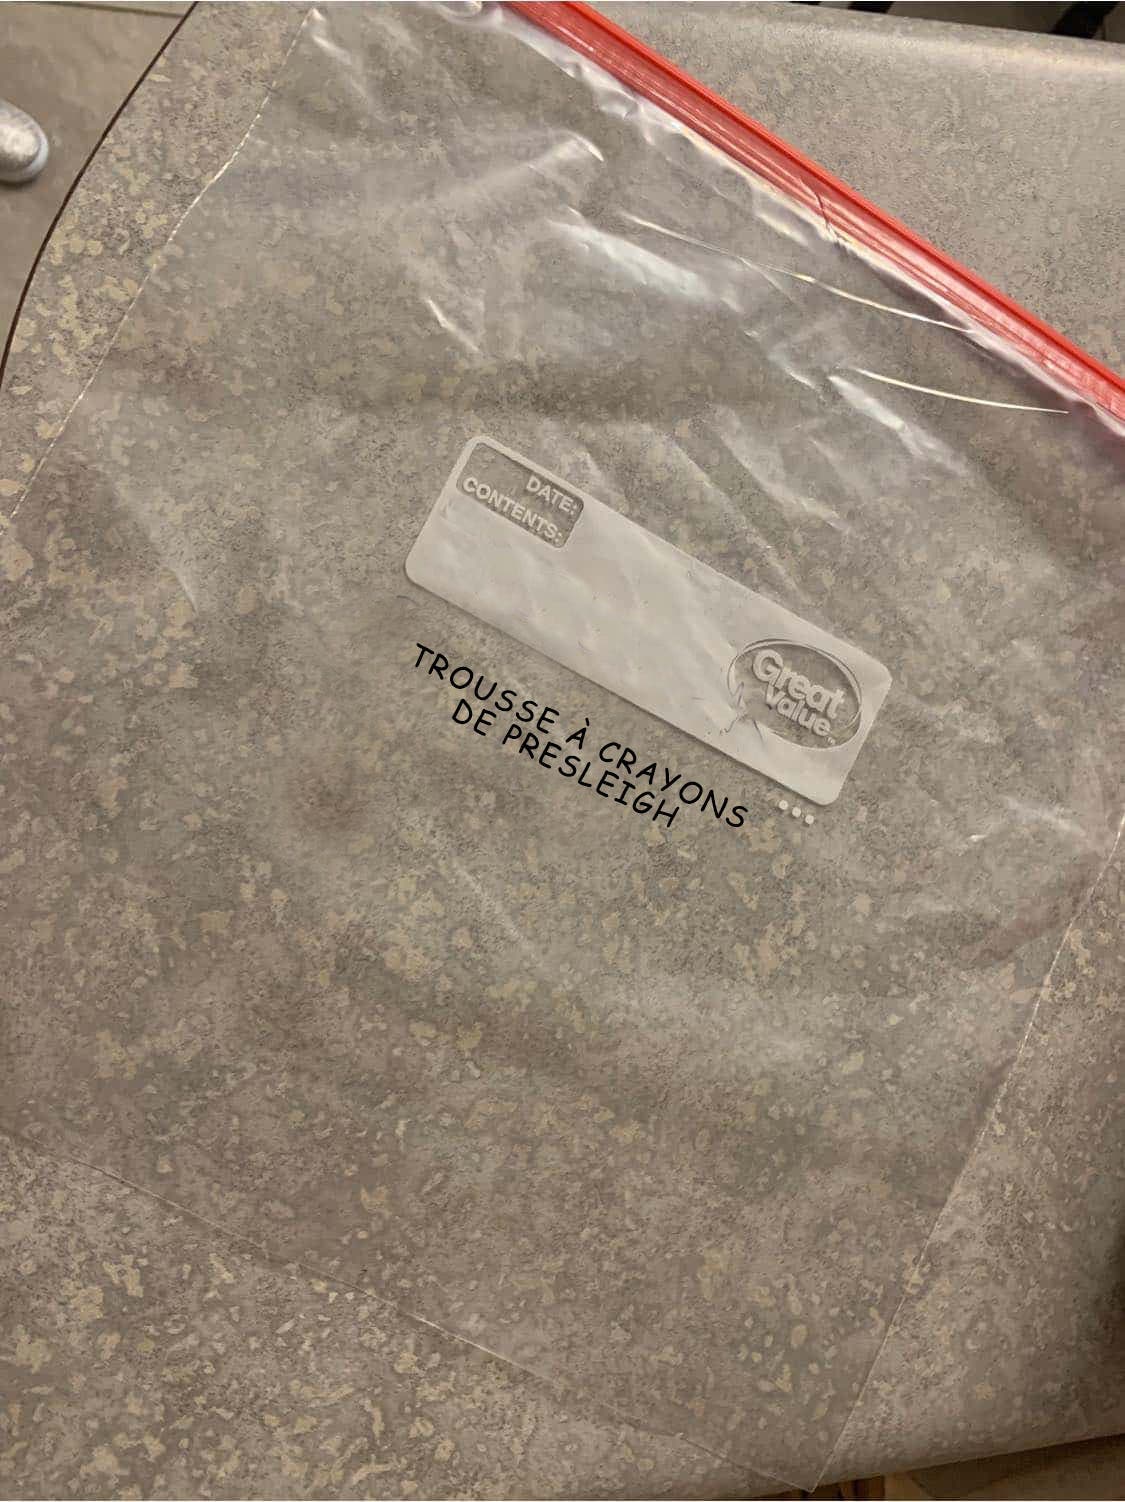 DATE:
CONTENTS:
Great
Value
TROUSSE À CRAYONS
DE PRESLEIGH